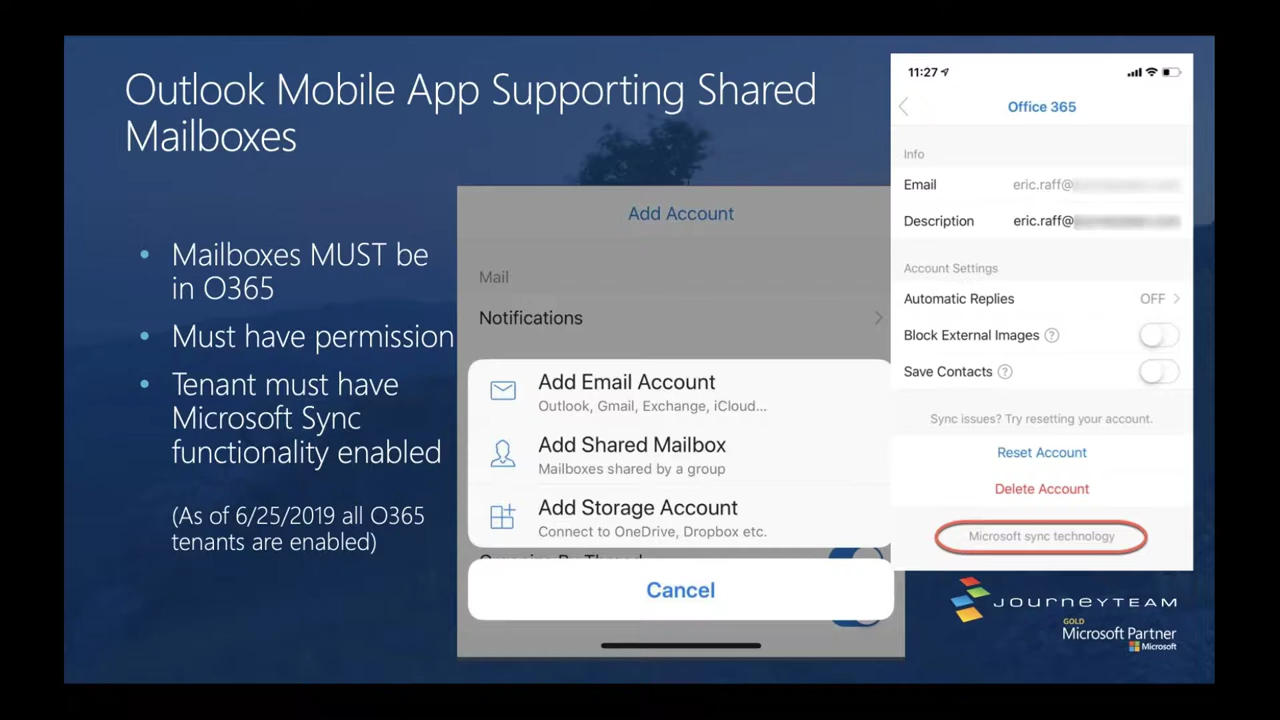 Outlook Mobile App Supporting Shared
Mailboxes
• Mailboxes MUST be
in O365
• Must have permission
• Tenant must have
Microsoft Sync
functionality enabled
(As of 6/25/2019 all O365
tenants are enabled)
Add Account
Mail
Notifications
Add Email Account
Outlook, Gmail, Exchange, iCloud...
Add Shared Mailbox
Mailboxes shared by a group
Add Storage Account
Connect to OneDrive, Dropbox etc.
Cancel
11:27
Office 365
Info
Email eric.raff@
Description eric.raff@
Account Settings
Automatic Replies OFF
Block External Images ?
Save Contacts ?
Sync issues? Try resetting your account.
Reset Account
Delete Account
Microsoft sync technology
JOURNEYTEAM
GOLD
Microsoft Partner
Microsoft